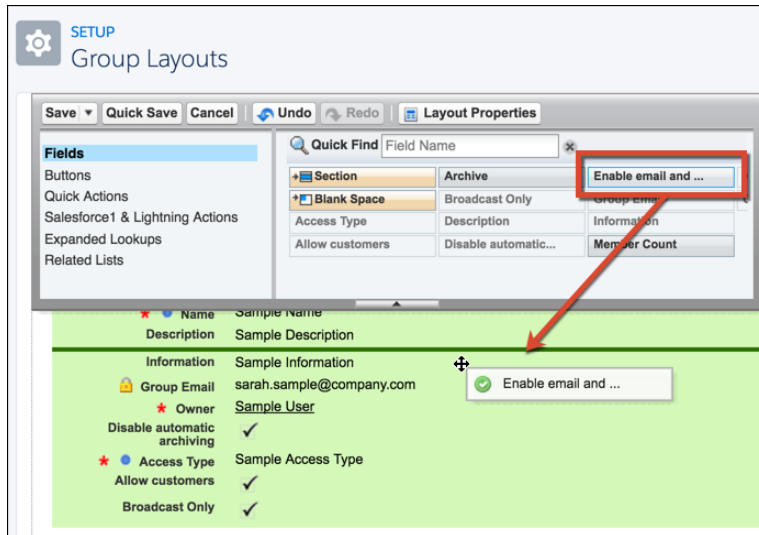 SETUP
Group Layouts
Save Quick Save Cancel Undo Redo Layout Properties
Fields
Buttons
Quick Actions
Salesforce1 & Lightning Actions
Expanded Lookups
Related Lists
Quick Find Field Name
Section Archive Enable email and ...
Blank Space Broadcast Only Group Email
Access Type Description Information
Allow customers Disable automatic... Member Count
* Name Sample Name
Description Sample Description
Information Sample Information
Group Email sarah.sample@company.com
* Owner Sample User
Disable automatic
archiving
* Access Type Sample Access Type
Allow customers
Broadcast Only
Enable email and ...